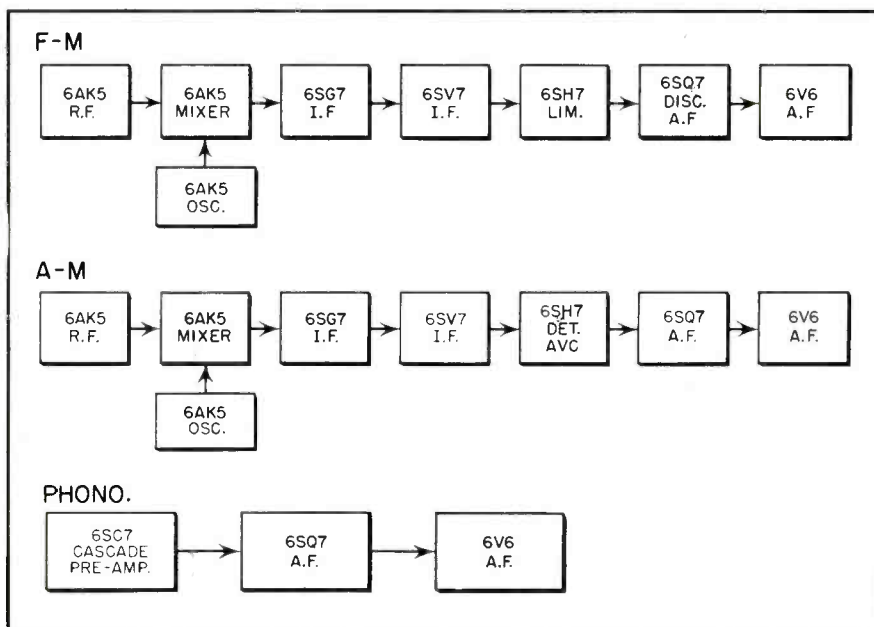 F-M
6AK5
R.F.
6AK5
MIXER
6SG7
I.F
6SV7
I.F.
6SH7
LIM.
6SQ7
DISC.
A.F
6V6
A.F
6AK5
OSC.
A-M
6AK5
R.F.
6AK5
MIXER
6SG7
I.F.
6SV7
I.F.
6SH7
DET.
AVC
6SQ7
A.F.
6V6
A.F.
6AK5
OSC.
PHONO.
6SC7
CASCADE
PRE-AMP.
6SQ7
A.F.
6V6
A.F.